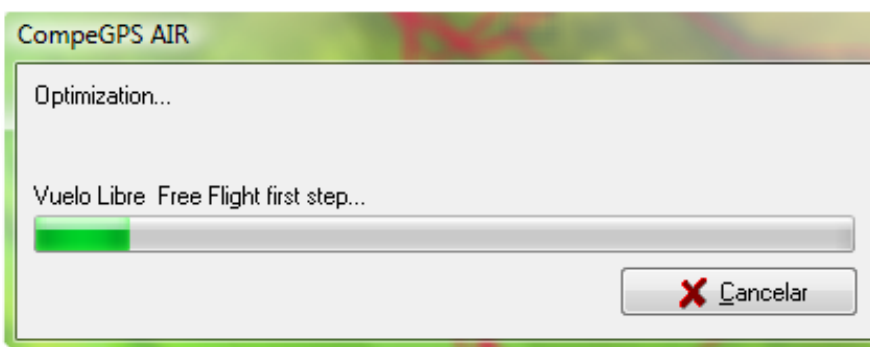 CompeGPS AIR
Optimization...
Vuelo Libre  Free Flight first step...
Cancelar